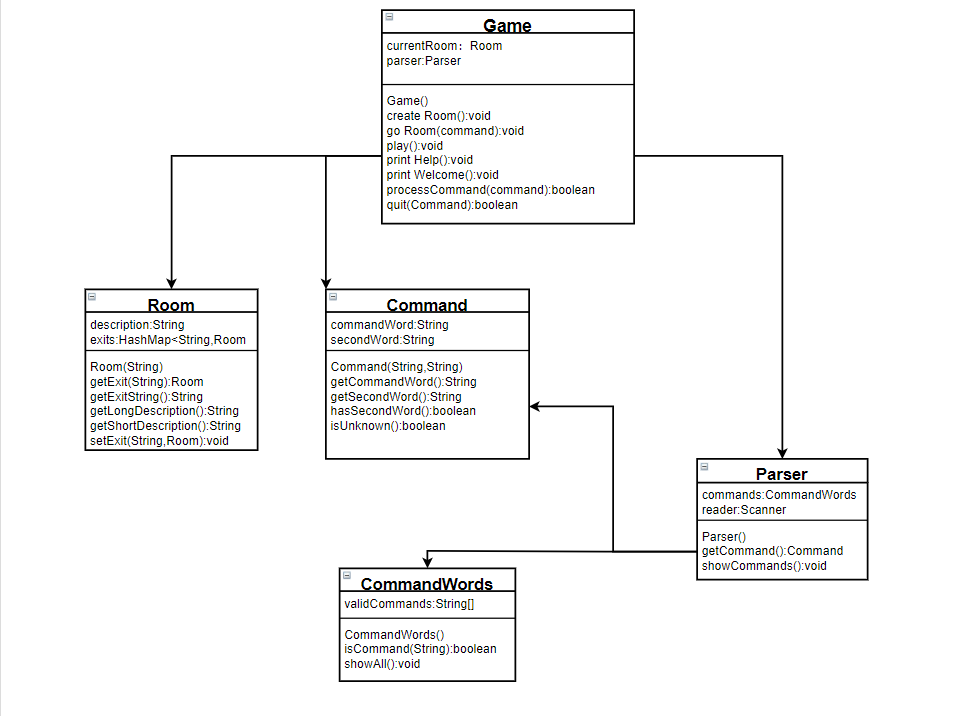 Game
currentRoom：Room
parser:Parser
Game()
create Room():void
go Room(command):void
play():void
print Help():void
print Welcome():void
processCommand(command):boolean
quit(Command):boolean
Room
description:String
exits:HashMap<String,Room
Room(String)
getExit(String):Room
getExitString():String
getLongDescription():String
getShortDescription():String
setExit(String,Room):void
Command
commandWord:String
secondWord:String
Command(String,String)
getCommandWord():String
getSecondWord():String
hasSecondWord():boolean
isUnknown():boolean
Parser
commands:CommandWords
reader:Scanner
Parser()
getCommand():Command
showCommands():void
CommandWords
validCommands:String[]
CommandWords()
isCommand(String):boolean
showAll():void